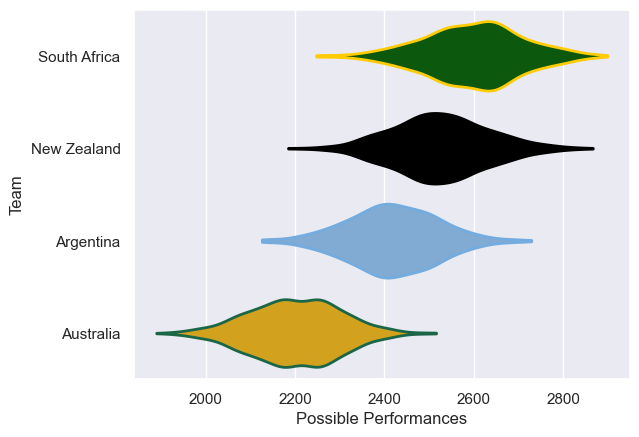 South Africa
New Zealand
Argentina
Australia
Team
2000 2200 2400 2600 2800
Possible Performances